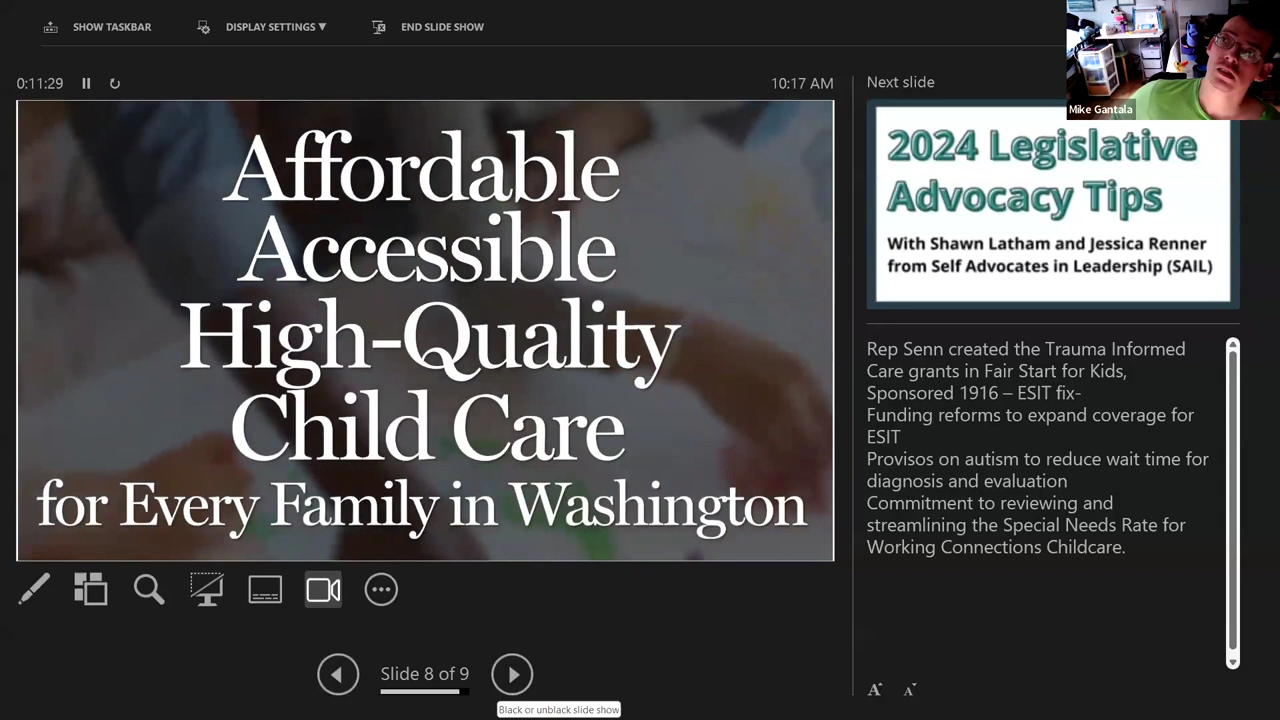 SHOW TASKBAR
DISPLAY SETTINGS ▼
END SLIDE SHOW
0:11:29
10:17 AM
Affordable
Accessible
High-Quality
Child Care
for Every Family in Washington
Slide 8 of 9
Black or unblack slide show
Next slide
Mike Gantala
2024 Legislative
Advocacy Tips
With Shawn Latham and Jessica Renner
from Self Advocates in Leadership (SAIL)
Rep Senn created the Trauma Informed
Care grants in Fair Start for Kids,
Sponsored 1916 – ESIT fix-
Funding reforms to expand coverage for
ESIT
Provisos on autism to reduce wait time for
diagnosis and evaluation
Commitment to reviewing and
streamlining the Special Needs Rate for
Working Connections Childcare.
A A